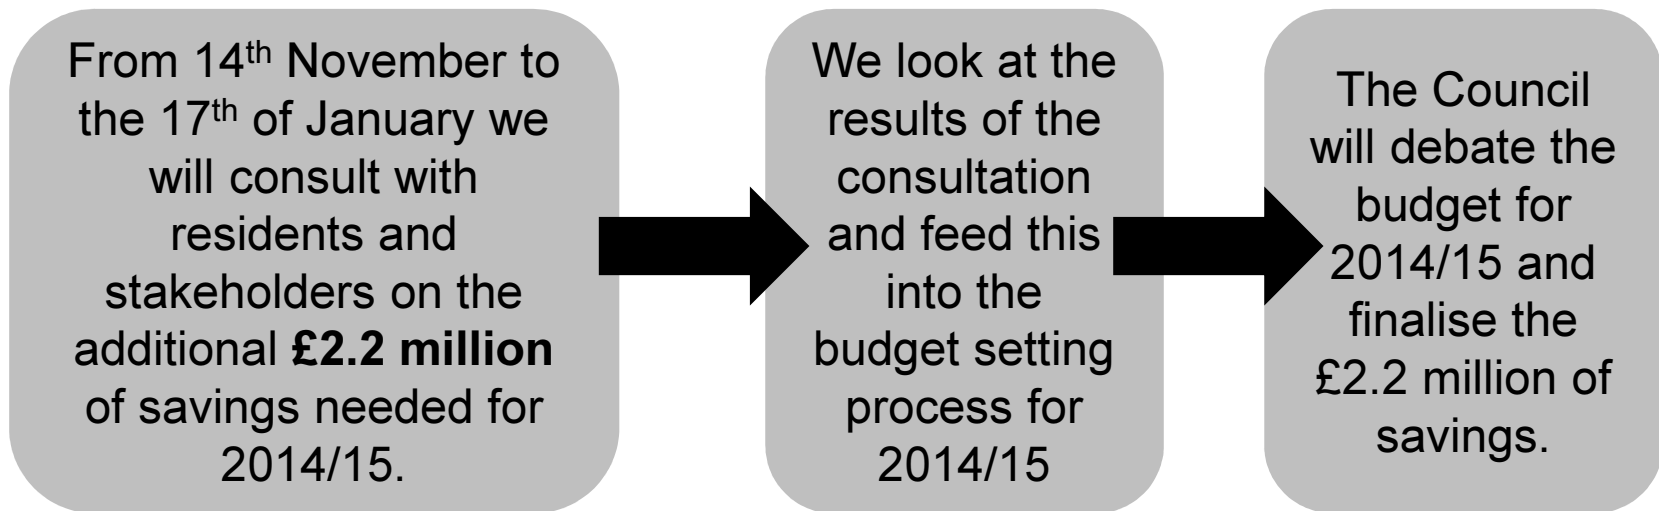 From 14th November to
the 17th of January we
will consult with
residents and
stakeholders on the
additional £2.2 million
of savings needed for
2014/15.
We look at the
results of the
consultation
and feed this
into the
budget setting
process for
2014/15
The Council
will debate the
budget for
2014/15 and
finalise the
£2.2 million of
savings.